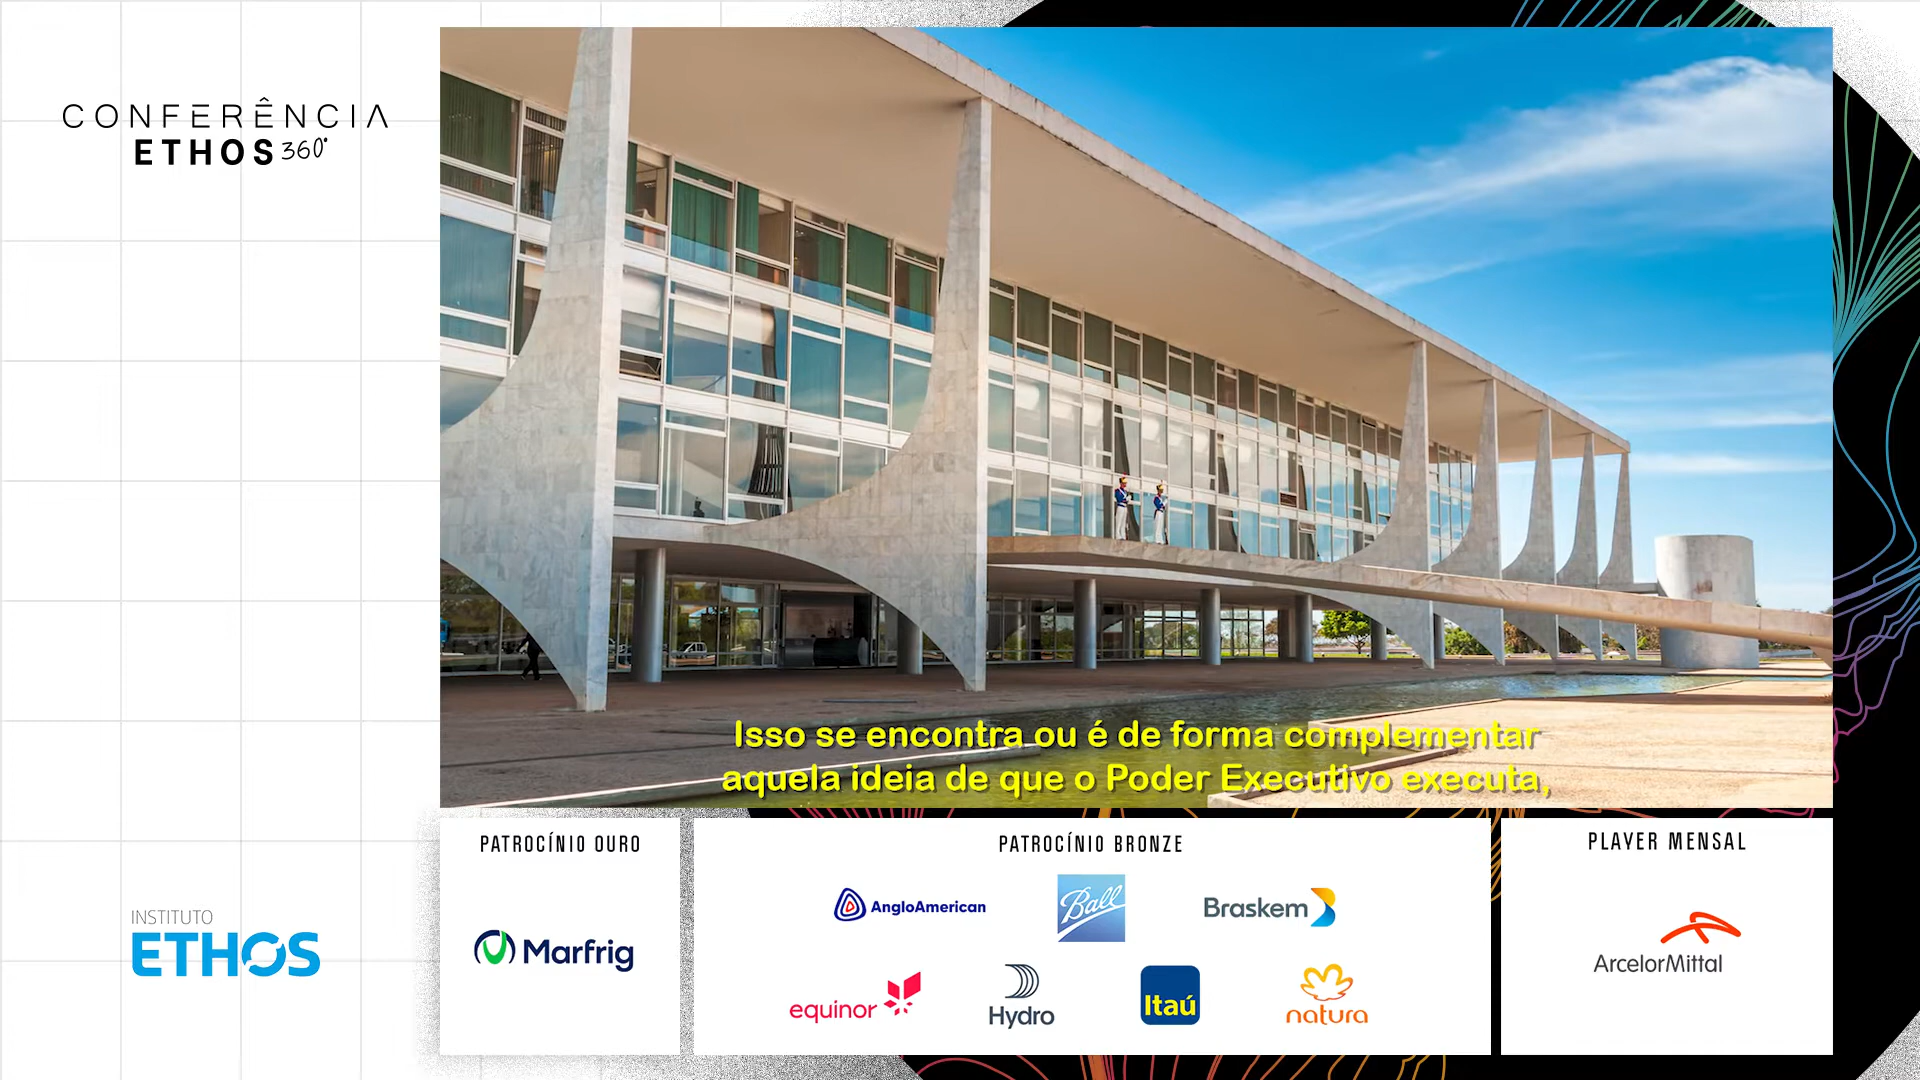 CONFERÊNCIA
ETHOS 360°
Isso se encontra ou é de forma complementar
aquela ideia de que o Poder Executivo executa,
PATROCÍNIO OURO
Marfrig
PATROCÍNIO BRONZE
AngloAmerican
Ball
Braskem
equinor
Hydro
Itaú
natura
PLAYER MENSAL
ArcelorMittal
INSTITUTO
ETHOS